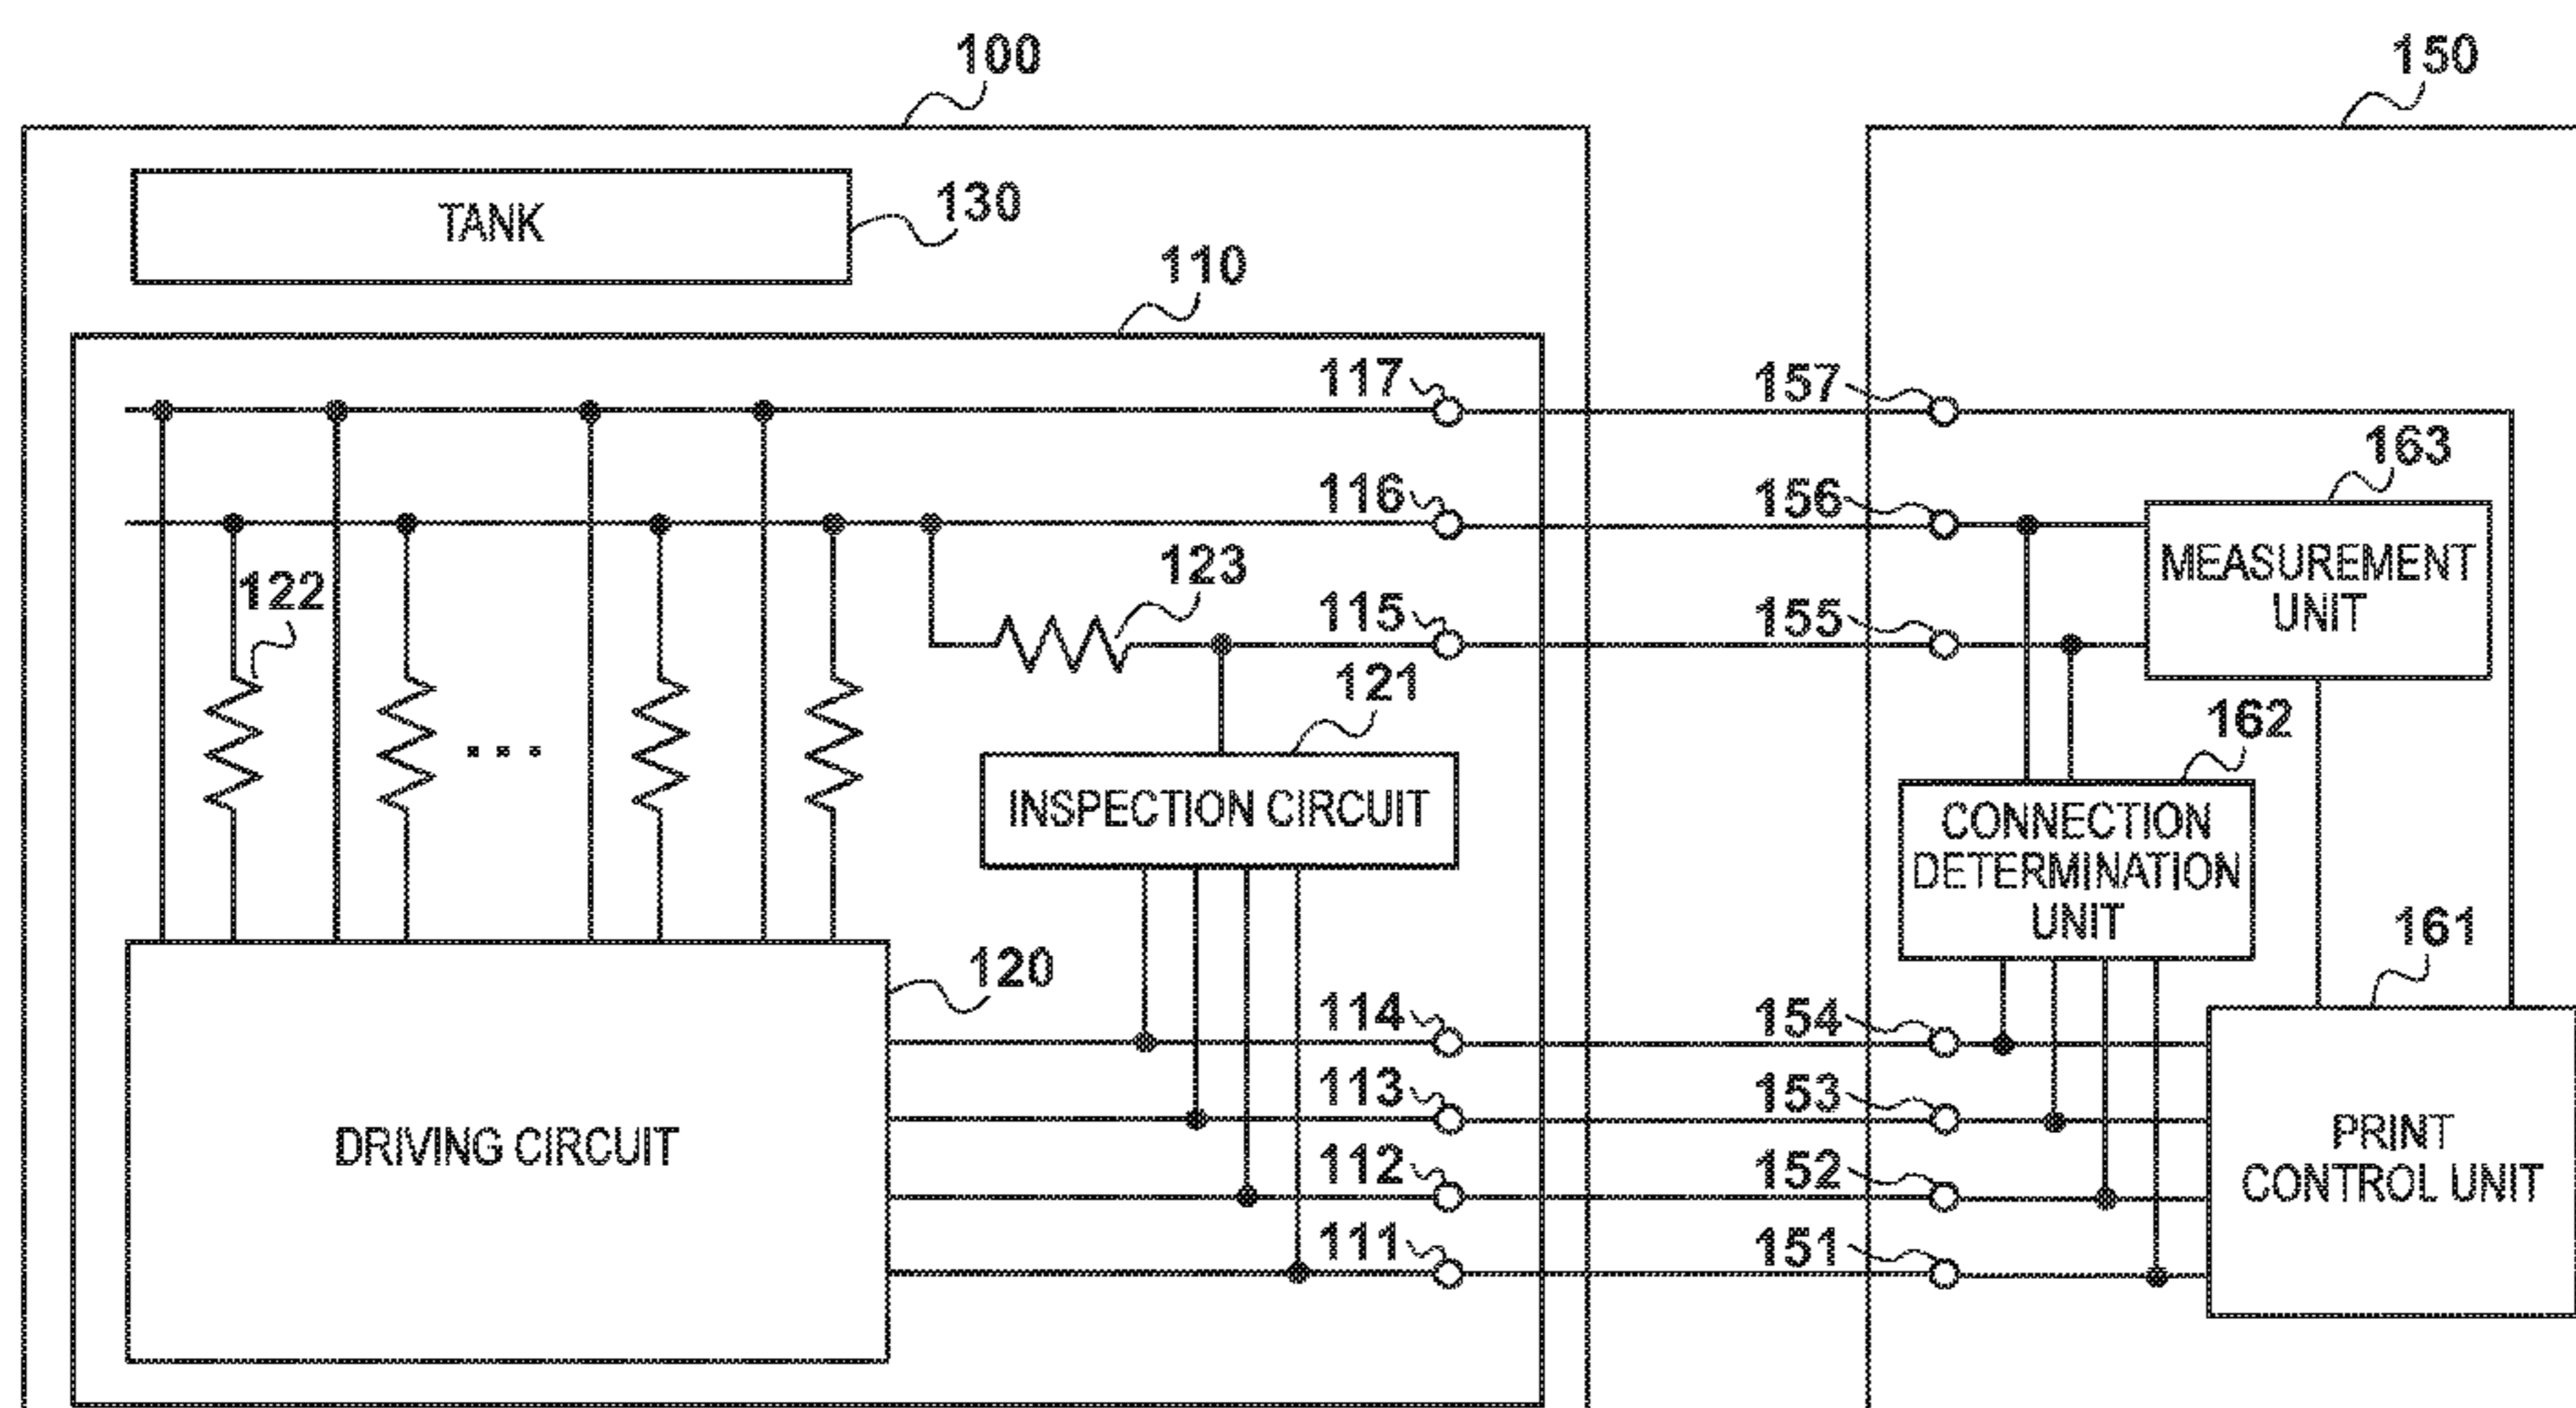 100
150
TANK
130
110
117
157
116
156
163
MEASUREMENT
UNIT
122
123
115
155
121
162
INSPECTION CIRCUIT
CONNECTION
DETERMINATION
UNIT
...
120
161
114
154
113
153
DRIVING CIRCUIT
PRINT
CONTROL UNIT
112
152
111
151